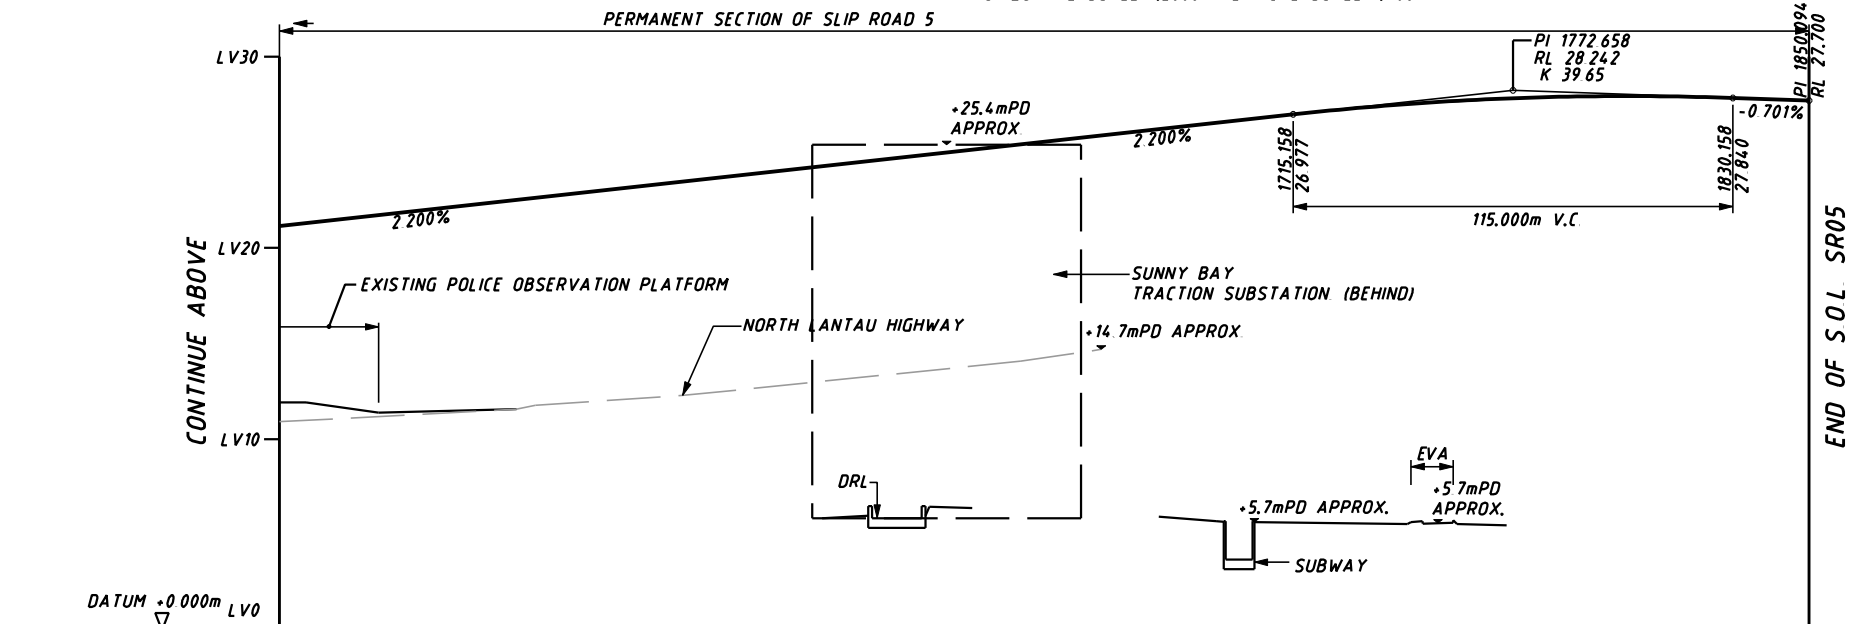 PERMANENT SECTION OF SLIP ROAD 5
LV30
PI 1772.658
RL 28.242
K 39.65
PI 1850.094
RL 27.700
+25.4mPD
APPROX.
2.200%
-0.701%
1715.158
26.977
1830.158
27.840
115.000m V.C.
2.200%
LV20
CONTINUE ABOVE
EXISTING POLICE OBSERVATION PLATFORM
SUNNY BAY
TRACTION SUBSTATION (BEHIND)
NORTH LANTAU HIGHWAY
+14.7mPD APPROX.
END OF S.O.L. SR05
LV10
EVA
DRL
+5.7mPD APPROX.
+5.7mPD
APPROX.
SUBWAY
DATUM +0.000m
LV0